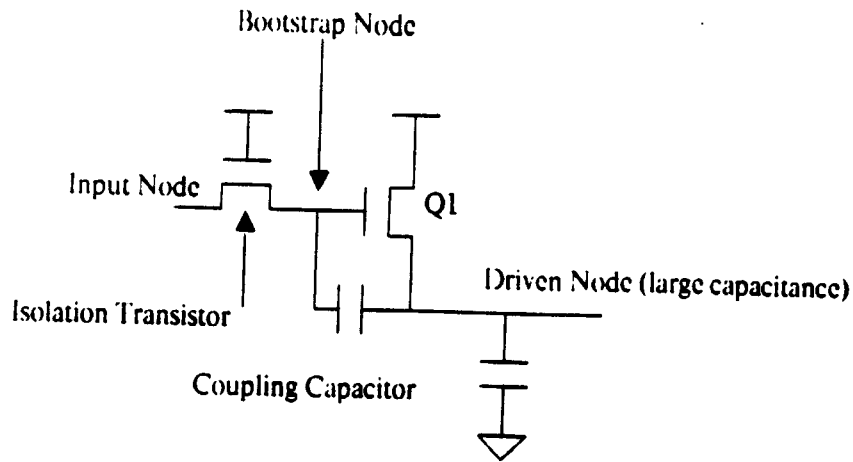 Bootstrap Node
Input Node
Q1
Driven Node (large capacitance)
Isolation Transistor
Coupling Capacitor